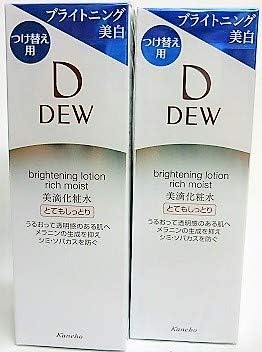 ブライトニング
美白
つけ替え
用
D
DEW
brightening lotion
rich moist
美滴化粧水
とてもしっとり
うるおって透明感のある肌へ
メラニンの生成を抑え
シミ・ソバカスを防ぐ
Kanebo
ブライトニング
美白
つけ替え
用
D
DEW
brightening lotion
rich moist
美滴化粧水
とてもしっとり
うるおって透明感のある肌へ
メラニンの生成を抑え
シミ・ソバカスを防ぐ
Kanebo